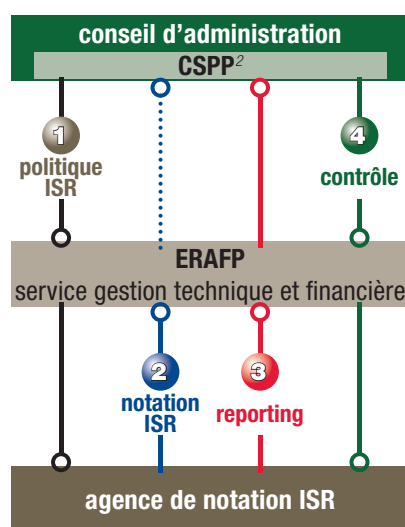 conseil d'administration
CSPP2
1
politique
ISR
4
contrôle
ERAFP
service gestion technique et financière
2
notation
ISR
3
reporting
agence de notation ISR